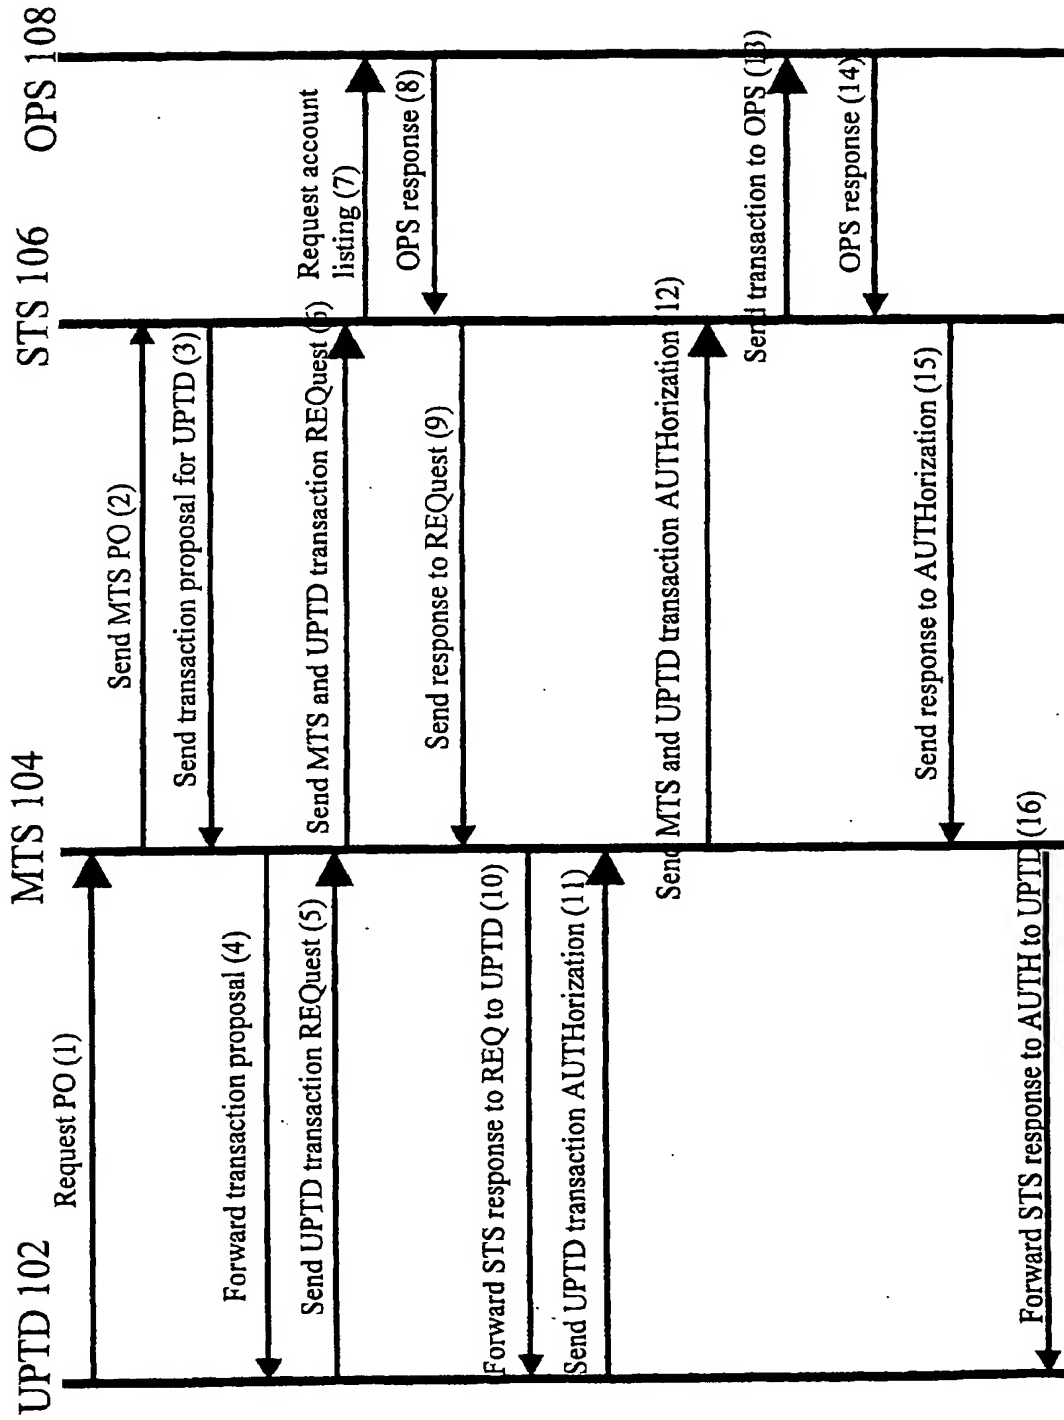 UPTD 102
MTS 104
STS 106
OPS 108
Request PO (1)
Send MTS PO (2)
Send transaction proposal for UPTD (3)
Forward transaction proposal (4)
Send UPTD transaction REQuest (5)
Send MTS and UPTD transaction REQuest (6)
Request account
listing (7)
OPS response (8)
Send response to REQuest (9)
Forward STS response to REQ to UPTD (10)
Send UPTD transaction AUTHorization (11)
Send MTS and UPTD transaction AUTHorization (12)
Send transaction to OPS (13)
OPS response (14)
Send response to AUTHorization (15)
Forward STS response to AUTH to UPTD (16)